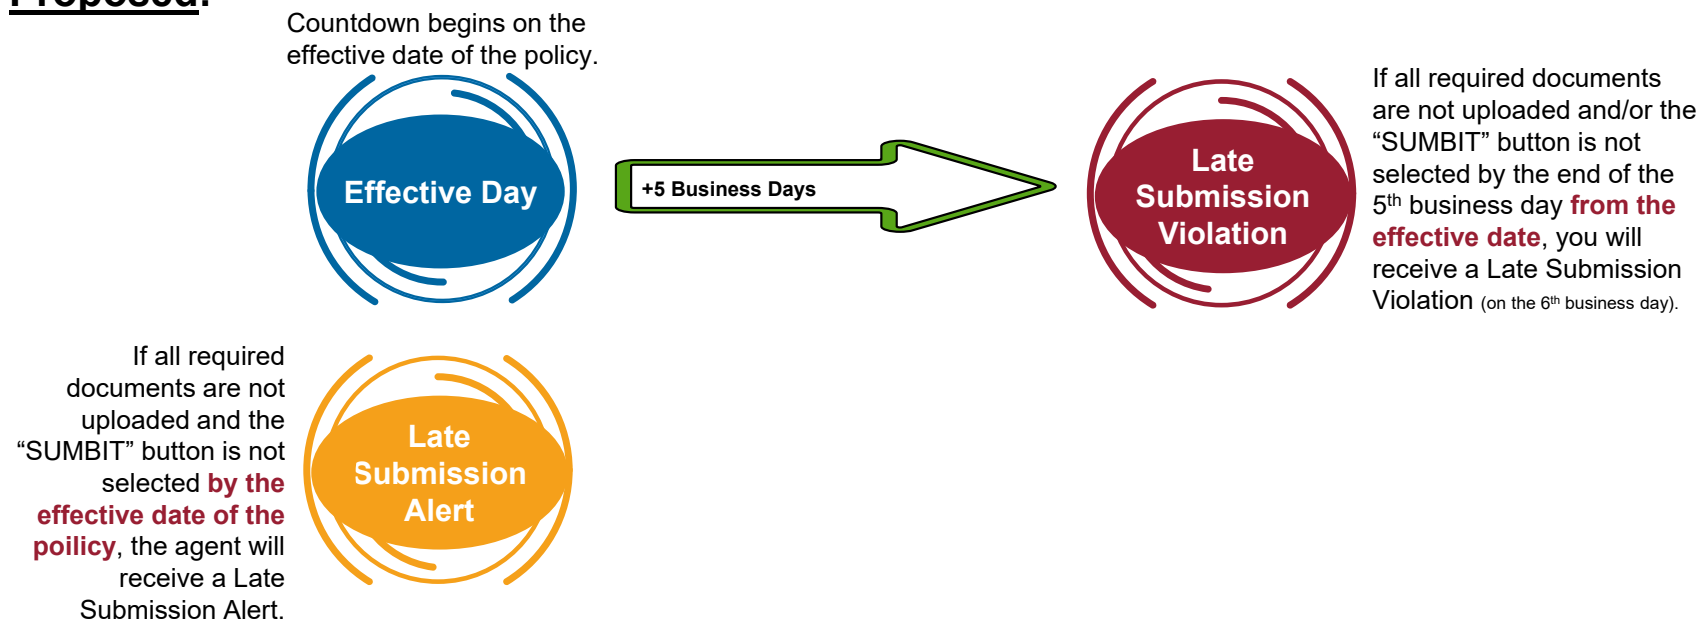 Proposed:
Countdown begins on the
effective date of the policy.
Effective Day
+5 Business Days
Late
Submission
Violation
If all required documents
are not uploaded and/or the
“SUMBIT” button is not
selected by the end of the
5th business day from the
effective date, you will
receive a Late Submission
Violation (on the 6th business day).
If all required
documents are not
uploaded and the
“SUMBIT” button is not
selected by the
effective date of the
poilicy, the agent will
receive a Late
Submission Alert.
Late
Submission
Alert